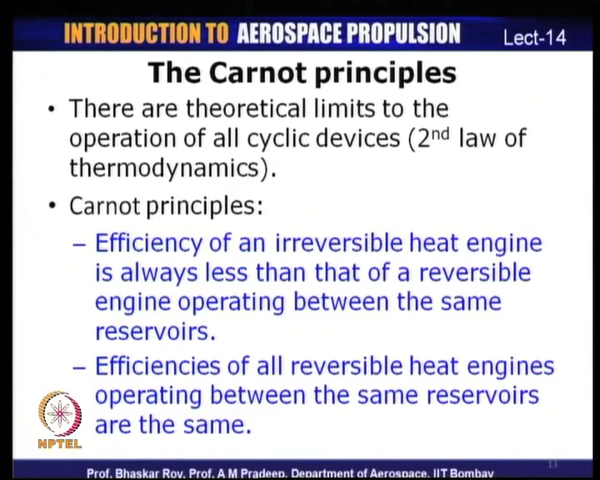 INTRODUCTION TO AEROSPACE PROPULSION Lect-14
The Carnot principles
• There are theoretical limits to the
operation of all cyclic devices (2nd law of
thermodynamics).
• Carnot principles:
– Efficiency of an irreversible heat engine
is always less than that of a reversible
engine operating between the same
reservoirs.
– Efficiencies of all reversible heat engines
operating between the same reservoirs
are the same.
NPTEL
13
Prof. Bhaskar Roy, Prof. A M Pradeep, Department of Aerospace, IIT Bombay